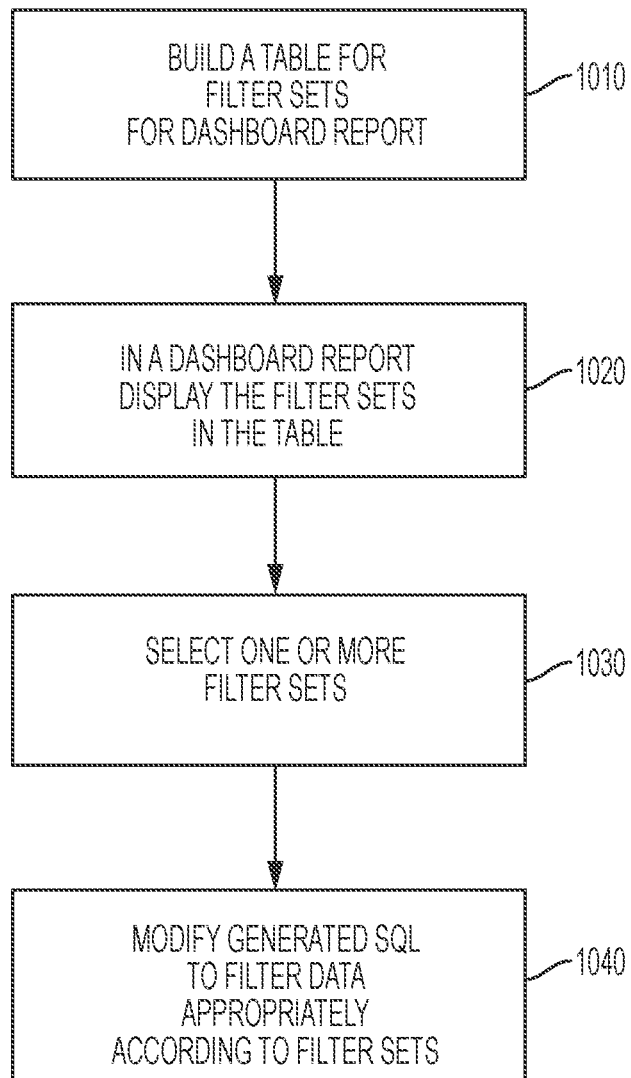 BUILD A TABLE FOR
FILTER SETS
FOR DASHBOARD REPORT
1010
IN A DASHBOARD REPORT
DISPLAY THE FILTER SETS
IN THE TABLE
1020
SELECT ONE OR MORE
FILTER SETS
1030
MODIFY GENERATED SQL
TO FILTER DATA
APPROPRIATELY
ACCORDING TO FILTER SETS
1040